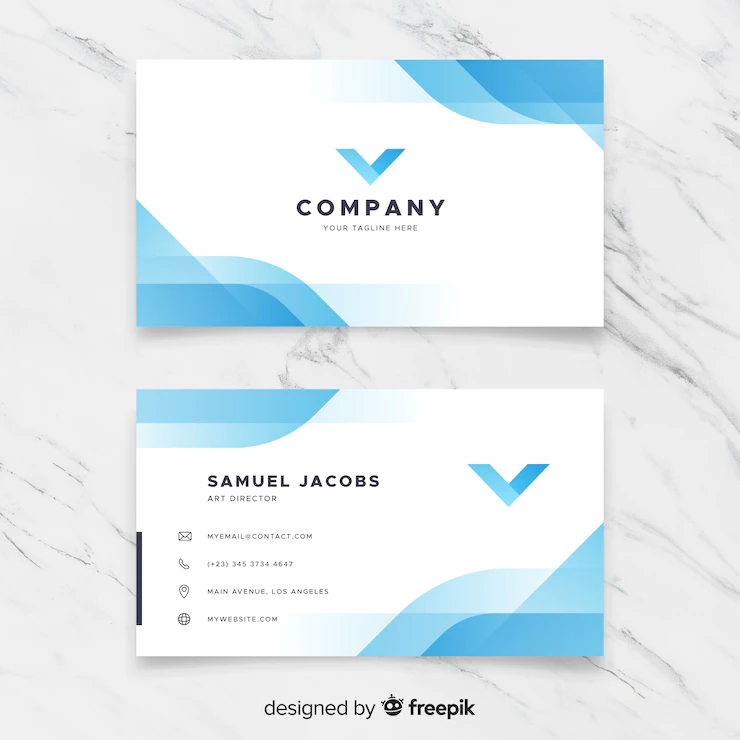 COMPANY
YOUR TAGLINE HERE
SAMUEL JACOBS
ART DIRECTOR
MYEMAIL@CONTACT.COM
(+23) 345 3734 4647
MAIN AVENUE, LOS ANGELES
MYWEBSITE.COM
designed by freepik